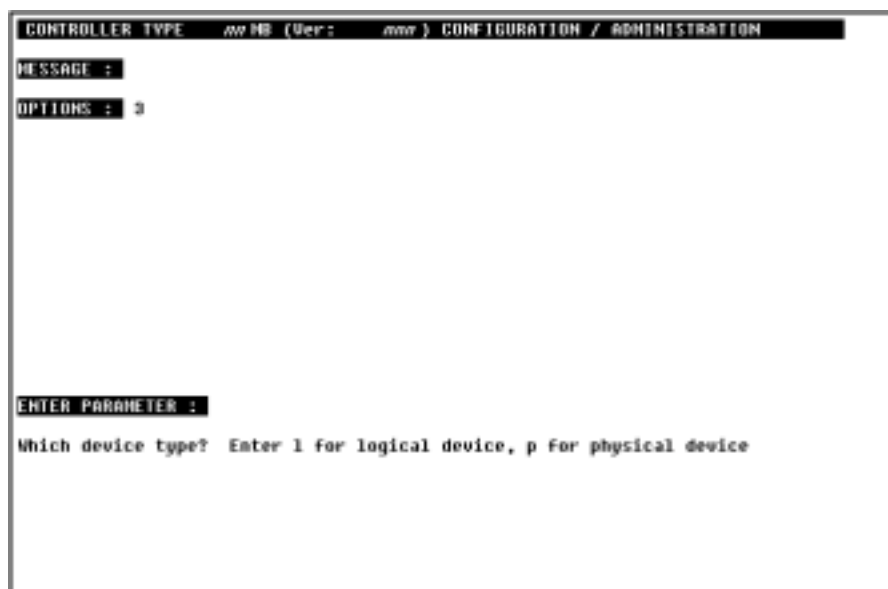 CONTROLLER TYPE nn MB (Ver: nnn ) CONFIGURATION / ADMINISTRATION
MESSAGE :
OPTIONS : 3
ENTER PARAMETER :
Which device type? Enter l for logical device, p for physical device